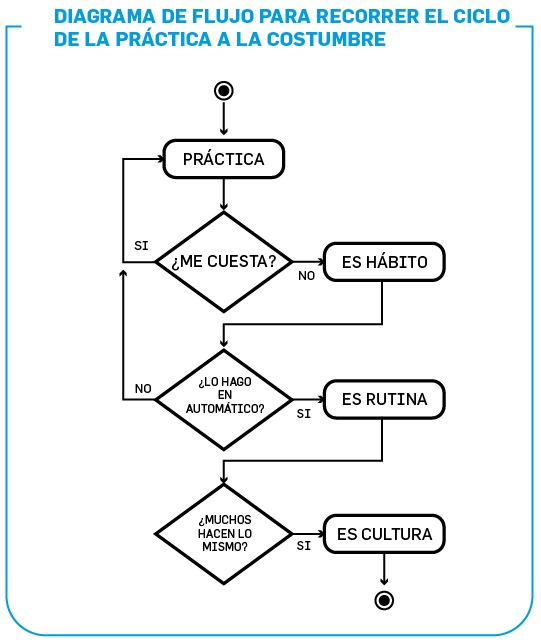 DIAGRAMA DE FLUJO PARA RECORRER EL CICLO
DE LA PRÁCTICA A LA COSTUMBRE
PRÁCTICA
SI
¿ME CUESTA?
NO
ES HÁBITO
NO
¿LO HAGO
EN
AUTOMÁTICO?
SI
ES RUTINA
¿MUCHOS
HACEN LO
MISMO?
SI
ES CULTURA